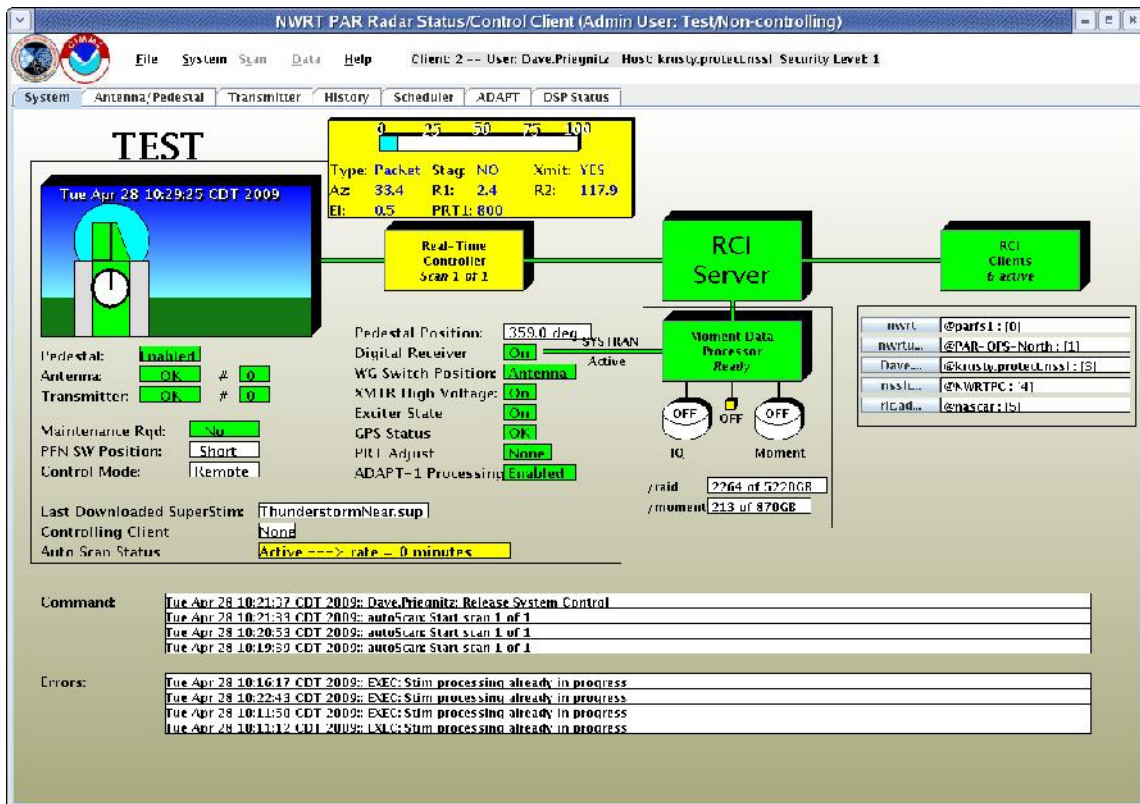 NWRT PAR Radar Status/Control Client (Admin User: Test/Non-controlling)
CIMMS
File System Scan Data Help Client: 2 -- User: Dave.Priegnitz Host: krusty.protect.nssl Security Level: 1
System Antenna/Pedestal Transmitter History Scheduler ADAPT DSP Status
TEST
0 25 50 75 100
Type: Packet Stag: NO Xmit: YES
Az: 33.4 R1: 2.4 R2: 117.9
El: 0.5 PRT1: 800
Tue Apr 28 10:29:25 CDT 2009
Real-Time
Controller
Scan 1 of 1
RCI
Server
RCI
Clients
6 active
Pedestal: Enabled
Antenna: OK # 0
Transmitter: OK # 0
Maintenance Rqd: No
PFN SW Position: Short
Control Mode: Remote
Pedestal Position: 359.0 deg
Digital Receiver On
WG Switch Position: Antenna
XMTR High Voltage: On
Exciter State On
GPS Status OK
PRT Adjust None
ADAPT-1 Processing Enabled
SYSTRAN
Active
Moment Data
Processor
Ready
OFF OFF OFF
IQ Moment
/raid 2264 of 5220GB
/moment 213 of 870GB
nwrt @parfs1 : [0]
nwrtu... @PAR-OPS-North : [1]
Dave.... @krusty.protect.nssl : [3]
nsslc... @NWRTPC : [4]
rlcad... @nascar : [5]
Last Downloaded SuperStim: ThunderstormNear.sup
Controlling Client None
Auto Scan Status Active ---> rate = 0 minutes
Command: Tue Apr 28 10:21:37 CDT 2009:: Dave.Priegnitz: Release System Control
Tue Apr 28 10:21:33 CDT 2009:: autoScan: Start scan 1 of 1
Tue Apr 28 10:20:53 CDT 2009:: autoScan: Start scan 1 of 1
Tue Apr 28 10:19:39 CDT 2009:: autoScan: Start scan 1 of 1
Errors: Tue Apr 28 10:16:17 CDT 2009:: EXEC: Stim processing already in progress
Tue Apr 28 10:22:43 CDT 2009:: EXEC: Stim processing already in progress
Tue Apr 28 10:11:50 CDT 2009:: EXEC: Stim processing already in progress
Tue Apr 28 10:11:12 CDT 2009:: EXEC: Stim processing already in progress